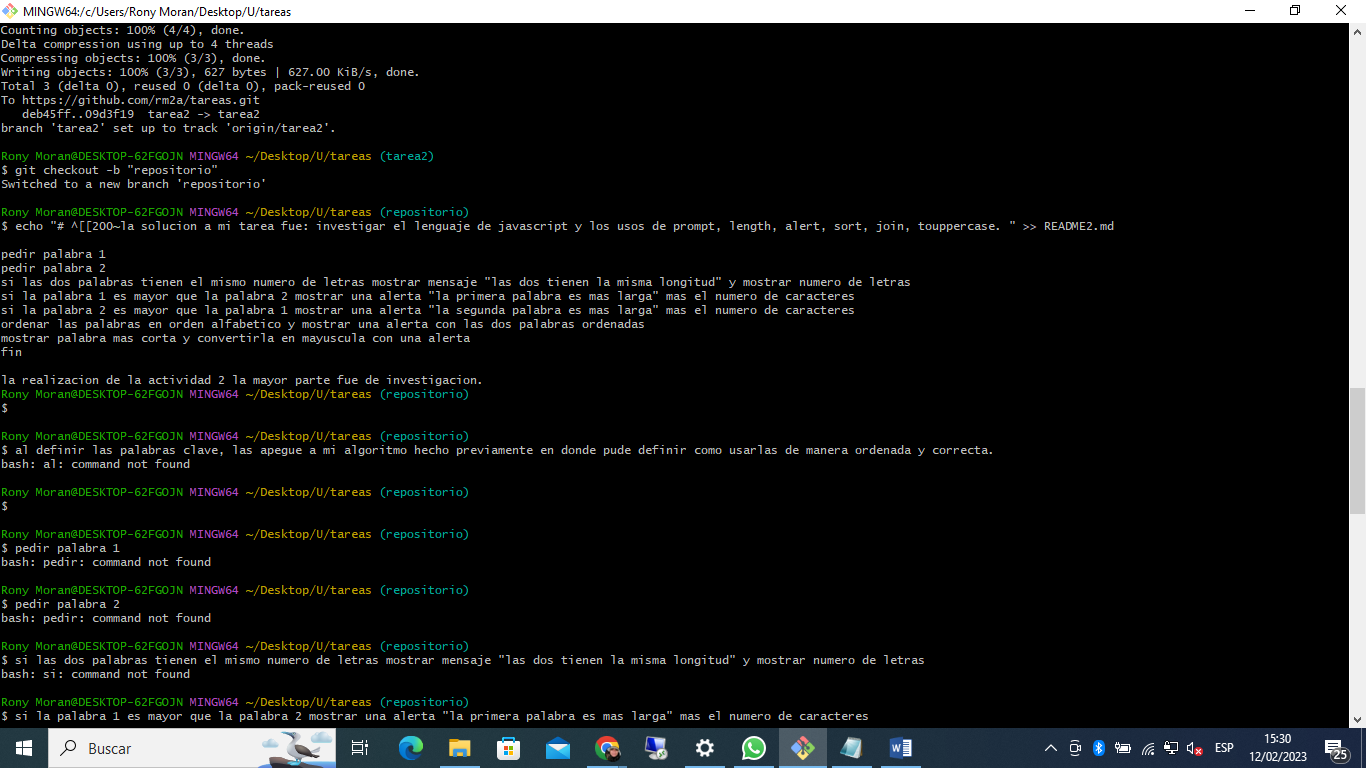 MINGW64:/c/Users/Rony Moran/Desktop/U/tareas
Counting objects: 100% (4/4), done.
Delta compression using up to 4 threads
Compressing objects: 100% (3/3), done.
Writing objects: 100% (3/3), 627 bytes | 627.00 KiB/s, done.
Total 3 (delta 0), reused 0 (delta 0), pack-reused 0
To https://github.com/rm2a/tareas.git
   deb45ff..09d3f19  tarea2 -> tarea2
branch 'tarea2' set up to track 'origin/tarea2'.
Rony Moran@DESKTOP-62FGOJN MINGW64 ~/Desktop/U/tareas (tarea2)
$ git checkout -b "repositorio"
Switched to a new branch 'repositorio'
Rony Moran@DESKTOP-62FGOJN MINGW64 ~/Desktop/U/tareas (repositorio)
$ echo "# ^[[200~la solucion a mi tarea fue: investigar el lenguaje de javascript y los usos de prompt, length, alert, sort, join, touppercase. " >> README2.md
pedir palabra 1
pedir palabra 2
si las dos palabras tienen el mismo numero de letras mostrar mensaje "las dos tienen la misma longitud" y mostrar numero de letras
si la palabra 1 es mayor que la palabra 2 mostrar una alerta "la primera palabra es mas larga" mas el numero de caracteres
si la palabra 2 es mayor que la palabra 1 mostrar una alerta "la segunda palabra es mas larga" mas el numero de caracteres
ordenar las palabras en orden alfabetico y mostrar una alerta con las dos palabras ordenadas
mostrar palabra mas corta y convertirla en mayuscula con una alerta
fin
la realizacion de la actividad 2 la mayor parte fue de investigacion.
Rony Moran@DESKTOP-62FGOJN MINGW64 ~/Desktop/U/tareas (repositorio)
$
Rony Moran@DESKTOP-62FGOJN MINGW64 ~/Desktop/U/tareas (repositorio)
$ al definir las palabras clave, las apegue a mi algoritmo hecho previamente en donde pude definir como usarlas de manera ordenada y correcta.
bash: al: command not found
Rony Moran@DESKTOP-62FGOJN MINGW64 ~/Desktop/U/tareas (repositorio)
$
Rony Moran@DESKTOP-62FGOJN MINGW64 ~/Desktop/U/tareas (repositorio)
$ pedir palabra 1
bash: pedir: command not found
Rony Moran@DESKTOP-62FGOJN MINGW64 ~/Desktop/U/tareas (repositorio)
$ pedir palabra 2
bash: pedir: command not found
Rony Moran@DESKTOP-62FGOJN MINGW64 ~/Desktop/U/tareas (repositorio)
$ si las dos palabras tienen el mismo numero de letras mostrar mensaje "las dos tienen la misma longitud" y mostrar numero de letras
bash: si: command not found
Rony Moran@DESKTOP-62FGOJN MINGW64 ~/Desktop/U/tareas (repositorio)
$ si la palabra 1 es mayor que la palabra 2 mostrar una alerta "la primera palabra es mas larga" mas el numero de caracteres
Buscar
ESP
15:30
12/02/2023
25